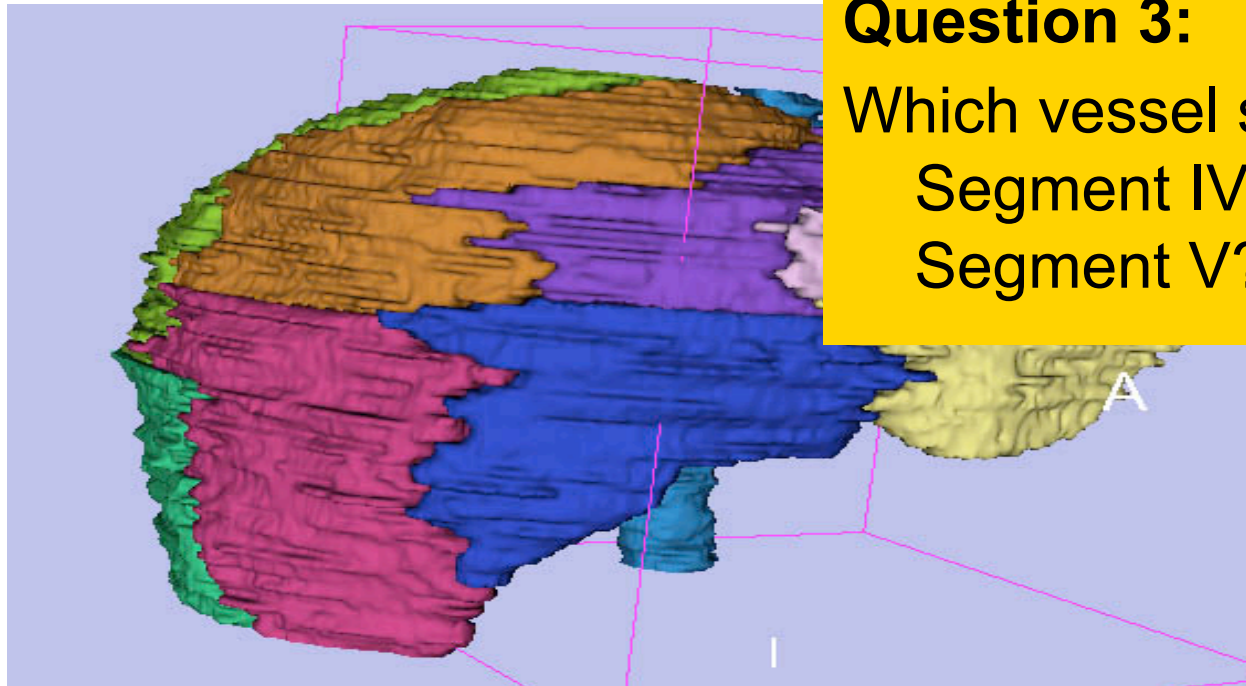 Question 3:
Which vessel s
Segment IV
Segment V?
A
I